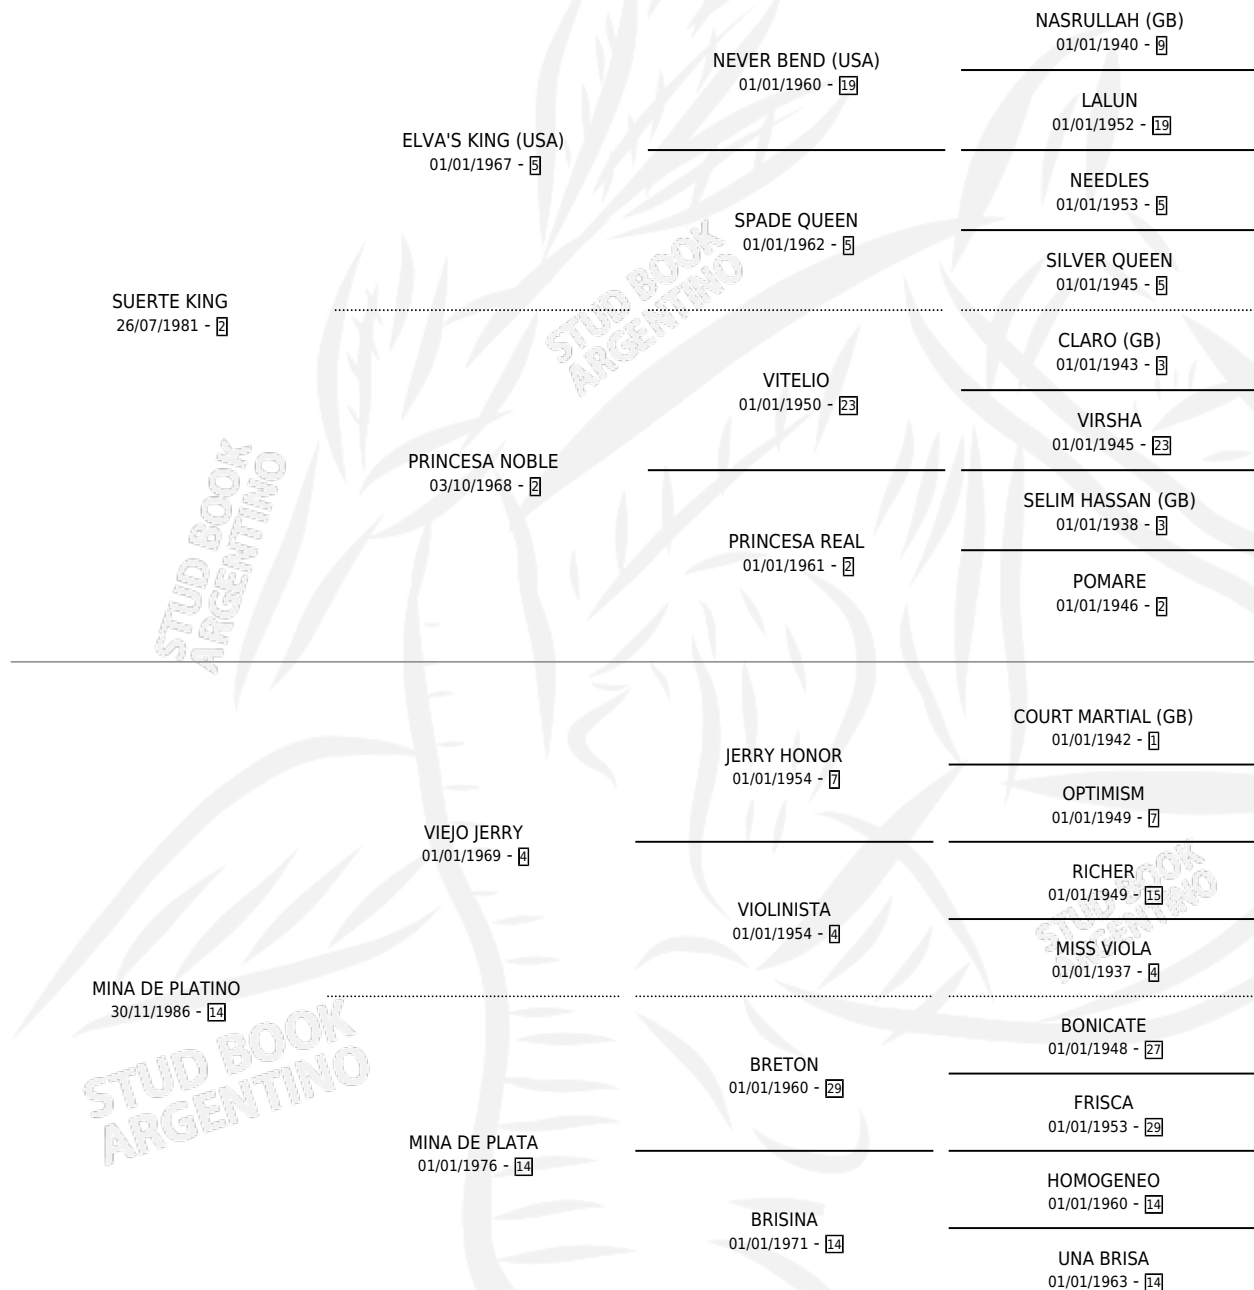 NASRULLAH (GB)
01/01/1940 - 9
NEVER BEND (USA)
01/01/1960 - 19
LALUN
01/01/1952 - 19
ELVA'S KING (USA)
01/01/1967 - 5
NEEDLES
01/01/1953 - 5
SPADE QUEEN
01/01/1962 - 5
SILVER QUEEN
01/01/1945 - 5
SUERTE KING
26/07/1981 - 2
STUD BOOK
ARGENTINO
CLARO (GB)
01/01/1943 - 3
VITELIO
01/01/1950 - 23
VIRSHA
01/01/1945 - 23
PRINCESA NOBLE
03/10/1968 - 2
SELIM HASSAN (GB)
01/01/1938 - 3
PRINCESA REAL
01/01/1961 - 2
POMARE
01/01/1946 - 2
STUD BOOK
ARGENTINO
COURT MARTIAL (GB)
01/01/1942 - 1
JERRY HONOR
01/01/1954 - 7
OPTIMISM
01/01/1949 - 7
VIEJO JERRY
01/01/1969 - 4
RICHER
01/01/1949 - 15
VIOLINISTA
01/01/1954 - 4
STUD BOOK
ARGENTINO
MISS VIOLA
01/01/1937 - 4
MINA DE PLATINO
30/11/1986 - 14
BONICATE
01/01/1948 - 27
STUD BOOK
ARGENTINO
BRETON
01/01/1960 - 29
FRISCA
01/01/1953 - 29
MINA DE PLATA
01/01/1976 - 14
HOMOGENEO
01/01/1960 - 14
BRISINA
01/01/1971 - 14
UNA BRISA
01/01/1963 - 14